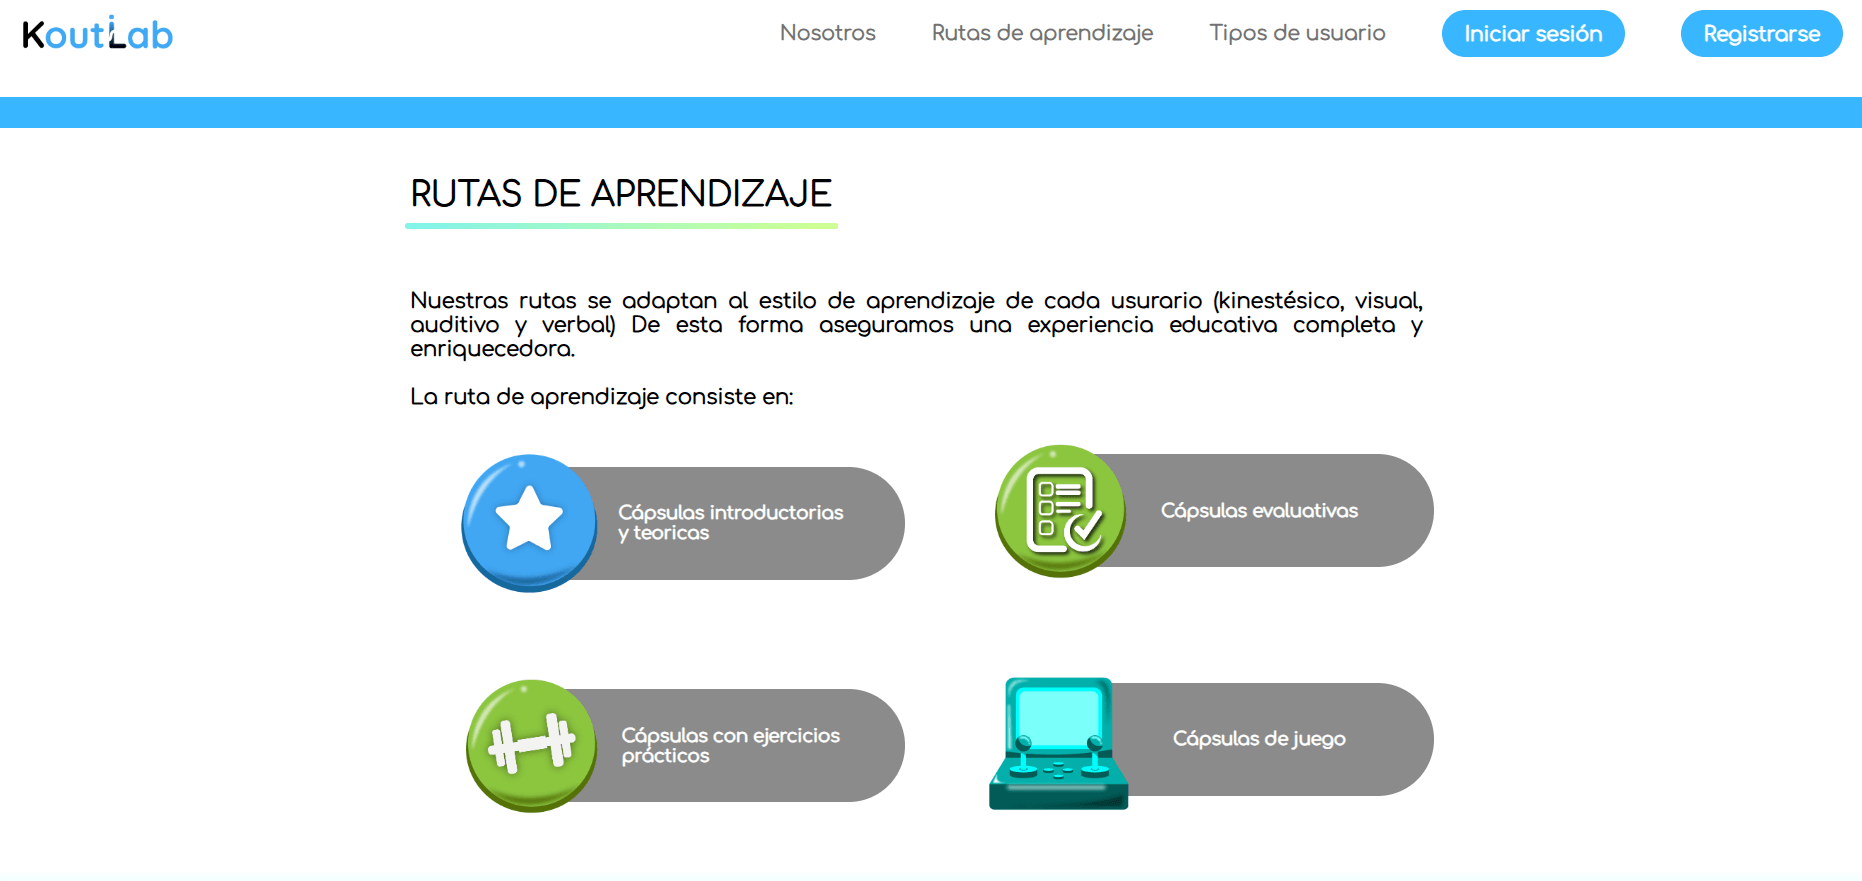 KoutiLab
Nosotros
Rutas de aprendizaje
Tipos de usuario
Iniciar sesión
Registrarse
RUTAS DE APRENDIZAJE
Nuestras rutas se adaptan al estilo de aprendizaje de cada usurario (kinestésico, visual,
auditivo y verbal) De esta forma aseguramos una experiencia educativa completa y
enriquecedora.
La ruta de aprendizaje consiste en:
Cápsulas introductorias
y teoricas
Cápsulas evaluativas
Cápsulas con ejercicios
prácticos
Cápsulas de juego